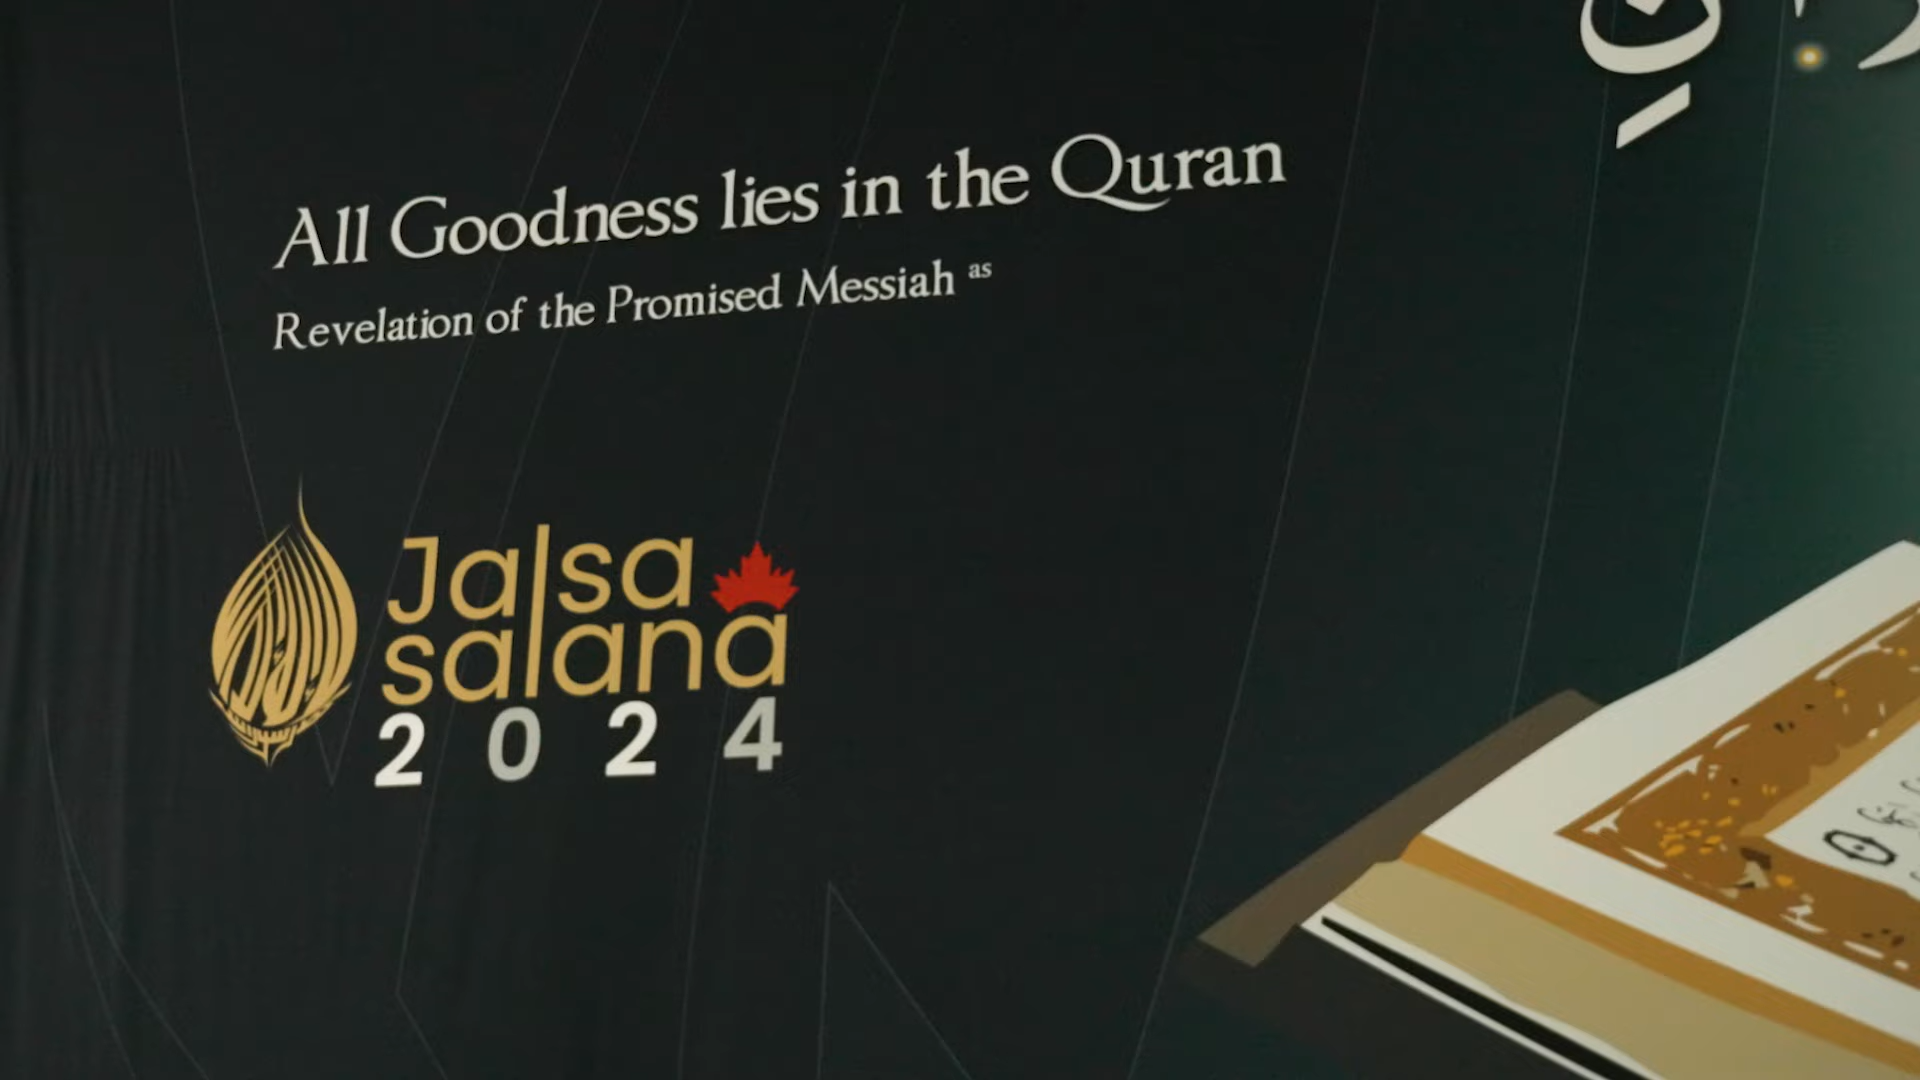 All Goodness lies in the Quran
Revelation of the Promised Messiah as
Jalsa
salana
2024